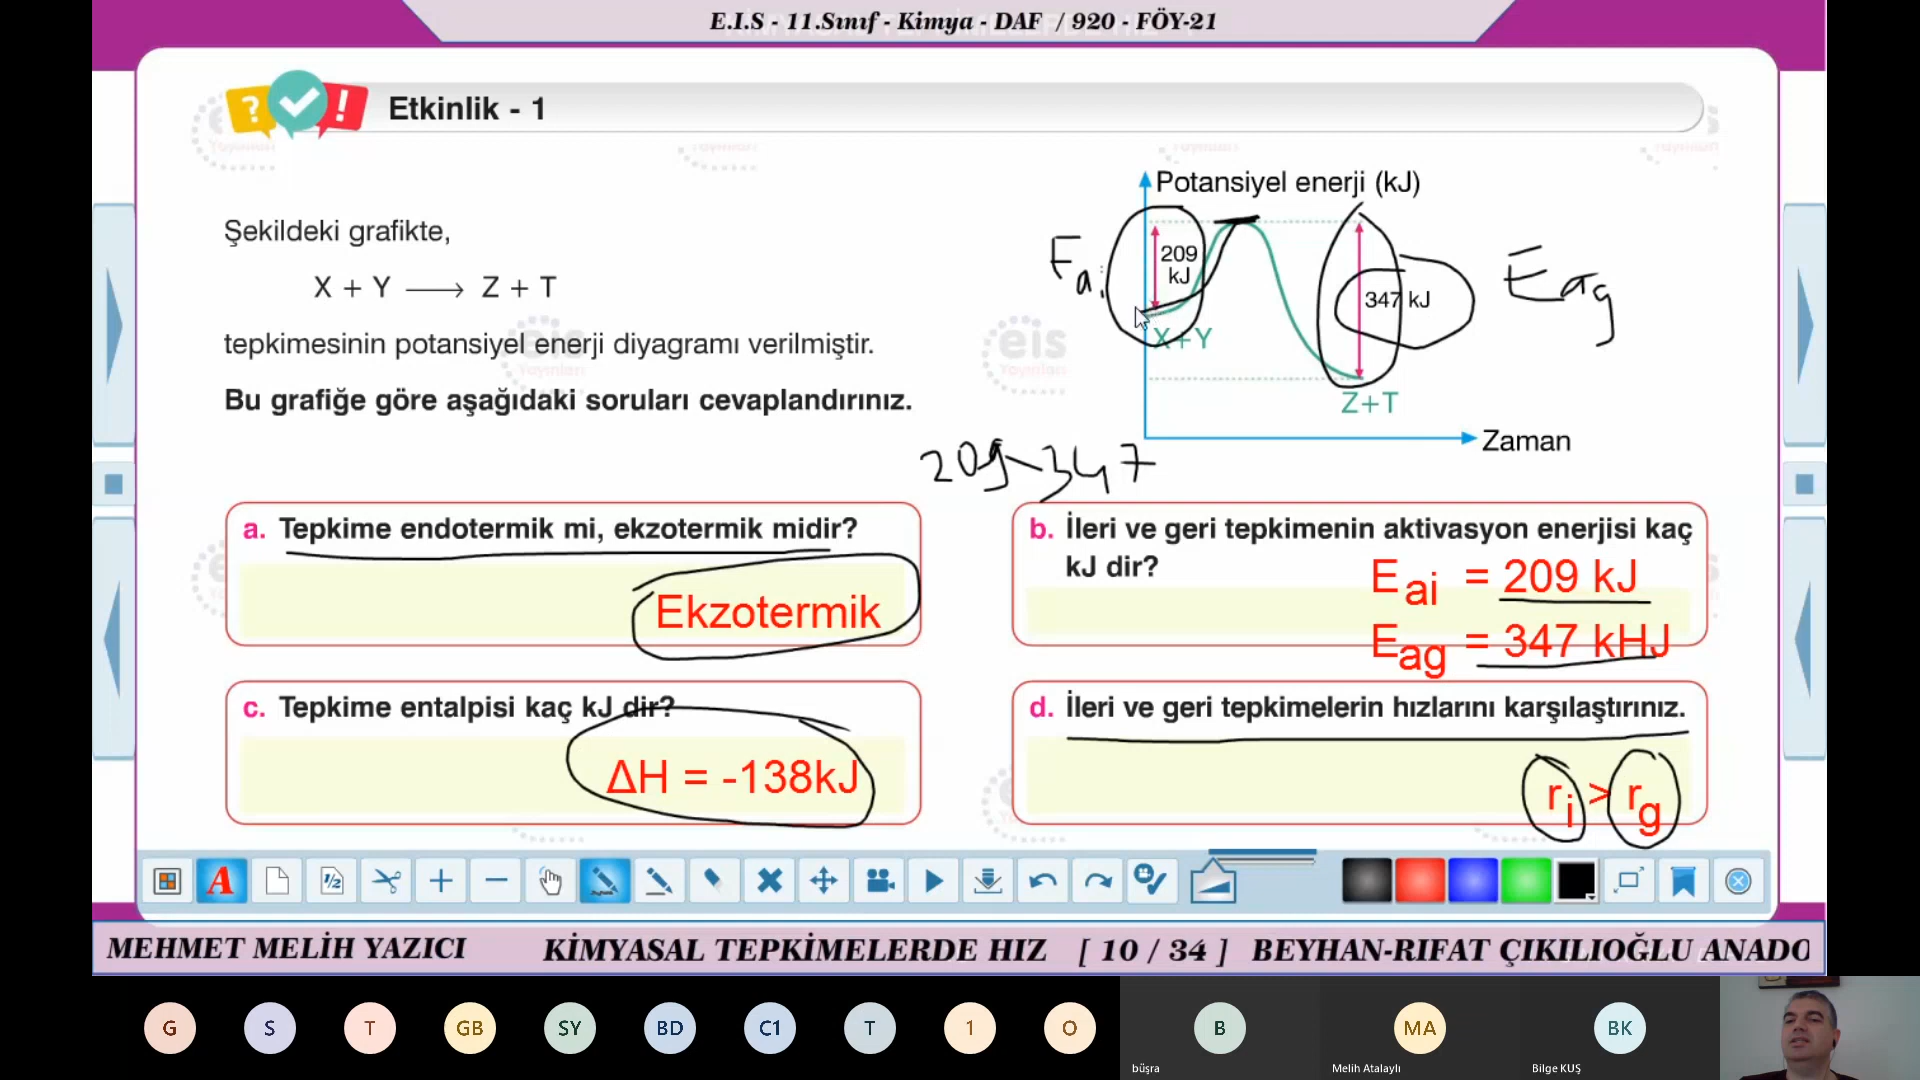 E.I.S - 11.Sınıf - Kimya - DAF / 920 - FÖY-21
? !
Etkinlik - 1
Şekildeki grafikte,
X + Y ⟶ Z + T
tepkimesinin potansiyel enerji diyagramı verilmiştir.
Bu grafiğe göre aşağıdaki soruları cevaplandırınız.
Potansiyel enerji (kJ)
Eai
209
kJ
347 kJ
Eag
X+Y
Z+T
Zaman
209-347
a. Tepkime endotermik mi, ekzotermik midir?
Ekzotermik
b. İleri ve geri tepkimenin aktivasyon enerjisi kaç
kJ dir?
Eai = 209 kJ
Eag = 347 kHJ
c. Tepkime entalpisi kaç kJ dir?
ΔH = -138kJ
d. İleri ve geri tepkimelerin hızlarını karşılaştırınız.
ri > rg
eis
Yayınları
A
1/2
MEHMET MELİH YAZICI KİMYASAL TEPKİMELERDE HIZ [ 10 / 34 ] BEYHAN-RIFAT ÇIKILIOĞLU ANADO
G S T GB SY BD C1 T 1 O B MA BK
büşra Melih Atalaylı Bilge KUŞ